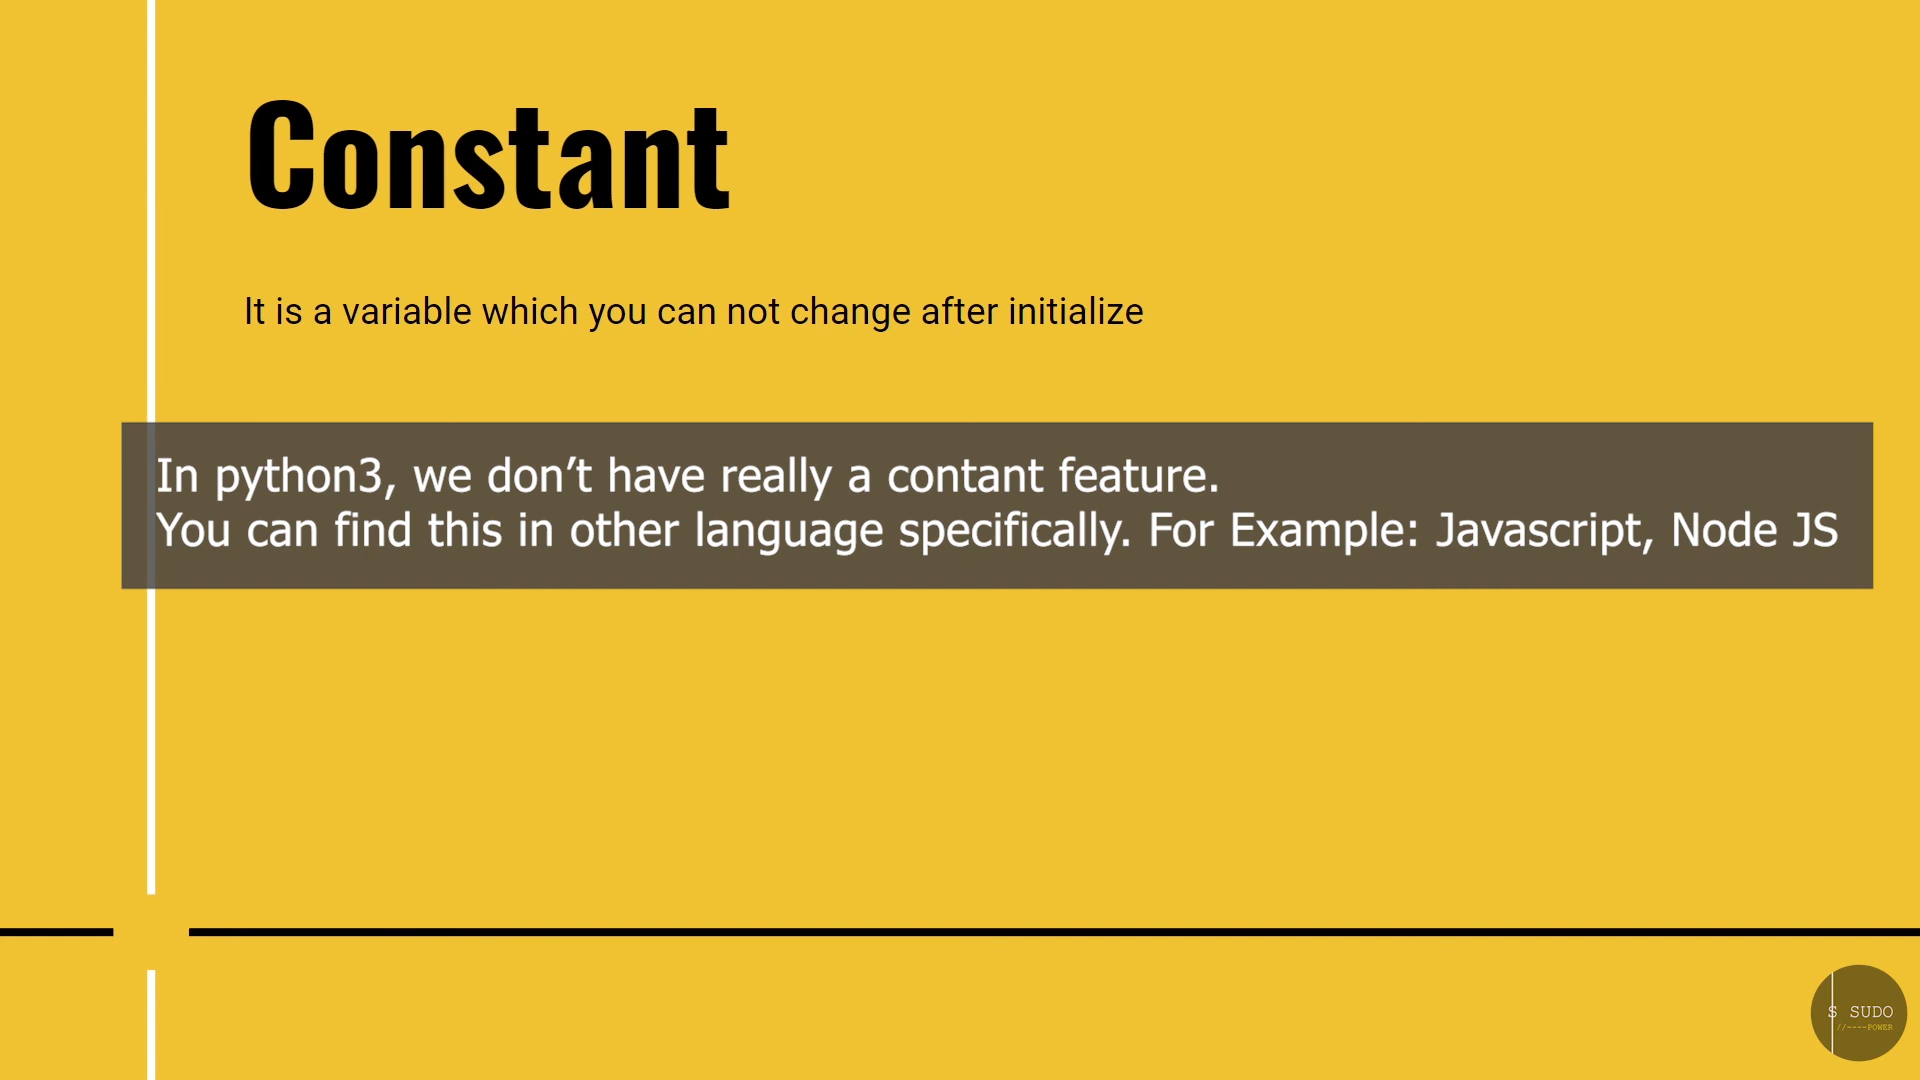 Constant
It is a variable which you can not change after initialize
In python3, we don’t have really a contant feature.
You can find this in other language specifically. For Example: Javascript, Node JS
S SUDO
//----POWER